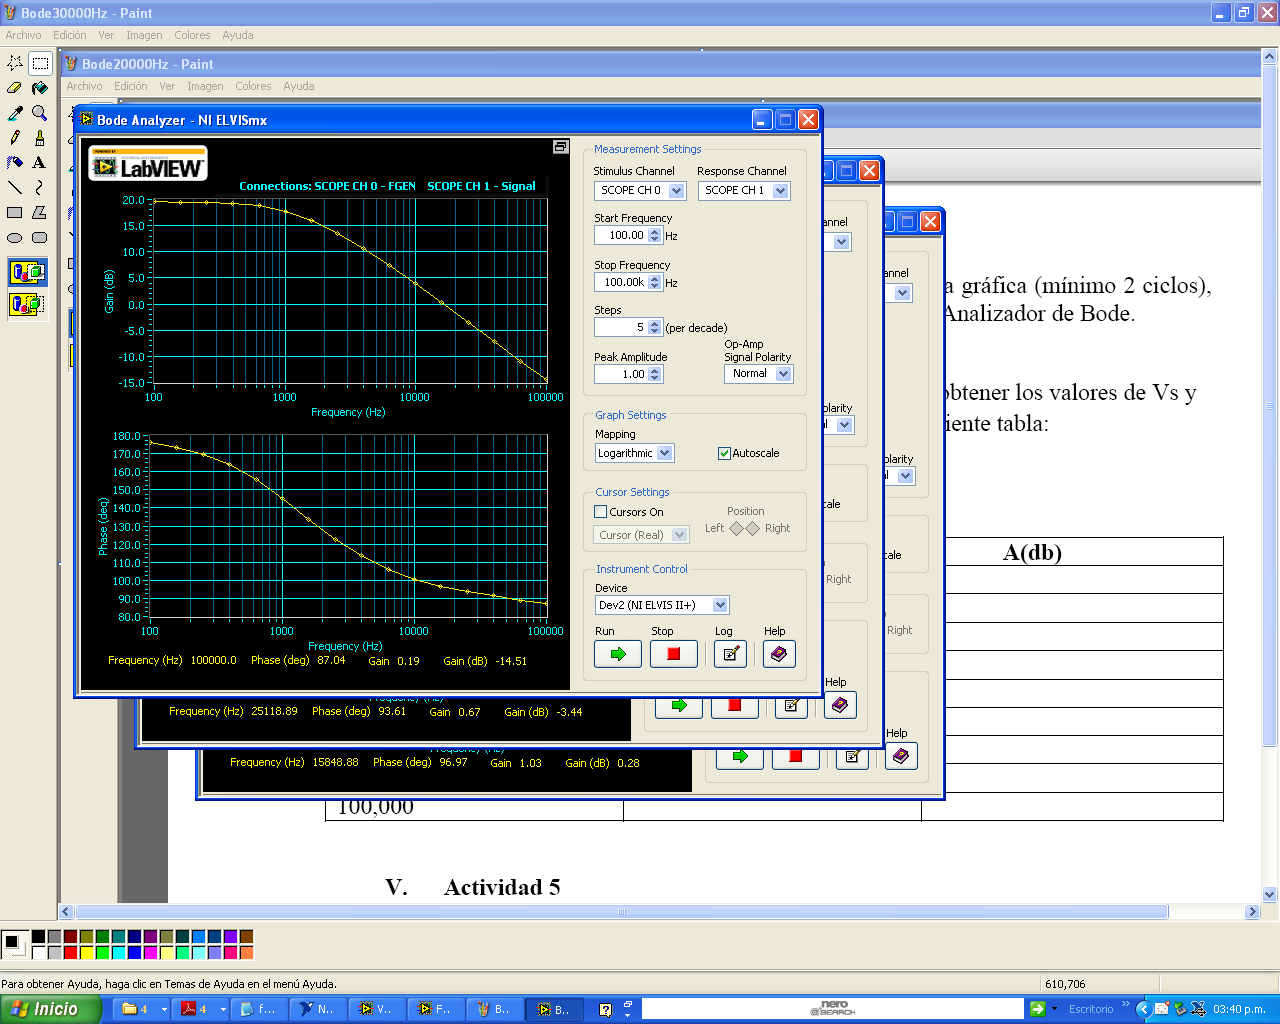 Bode30000Hz - Paint
Archivo Edición Ver Imagen Colores Ayuda
Bode20000Hz - Paint
Archivo Edición Ver Imagen Colores Ayuda
Bode Analyzer - NI ELVISmx
LabVIEW
Connections: SCOPE CH 0 - FGEN SCOPE CH 1 - Signal
20.0
15.0
10.0
5.0
0.0
-5.0
-10.0
-15.0
Gain (dB)
100 1000 10000 100000
Frequency (Hz)
180.0
170.0
160.0
150.0
140.0
130.0
120.0
110.0
100.0
90.0
80.0
Phase (deg)
100 1000 10000 100000
Frequency (Hz)
Frequency (Hz) 100000.0 Phase (deg) 87.04 Gain 0.19 Gain (dB) -14.51
Measurement Settings
Stimulus Channel Response Channel
SCOPE CH 0 SCOPE CH 1
Start Frequency
100.00 Hz
Stop Frequency
100.00k Hz
Steps
5 (per decade)
Peak Amplitude
1.00
Op-Amp
Signal Polarity
Normal
Graph Settings
Mapping
Logarithmic Autoscale
Cursor Settings
Cursors On
Position
Left Right
Cursor (Real)
Instrument Control
Device
Dev2 (NI ELVIS II+)
Run Stop Log Help
annel
olarity
al
ale
Right
Help
Frequency (Hz) 25118.89 Phase (deg) 93.61 Gain 0.67 Gain (dB) -3.44
annel
olarity
al
cale
Right
Help
Frequency (Hz) 15848.88 Phase (deg) 96.97 Gain 1.03 Gain (dB) 0.28
a gráfica (mínimo 2 ciclos),
Analizador de Bode.
obtener los valores de Vs y
iente tabla:
A(db)
100,000
V. Actividad 5
Para obtener Ayuda, haga clic en Temas de Ayuda en el menú Ayuda.
610,706
Inicio
4
4
f...
N...
V...
F...
B...
B...
nero
SEARCH
Escritorio
03:40 p.m.